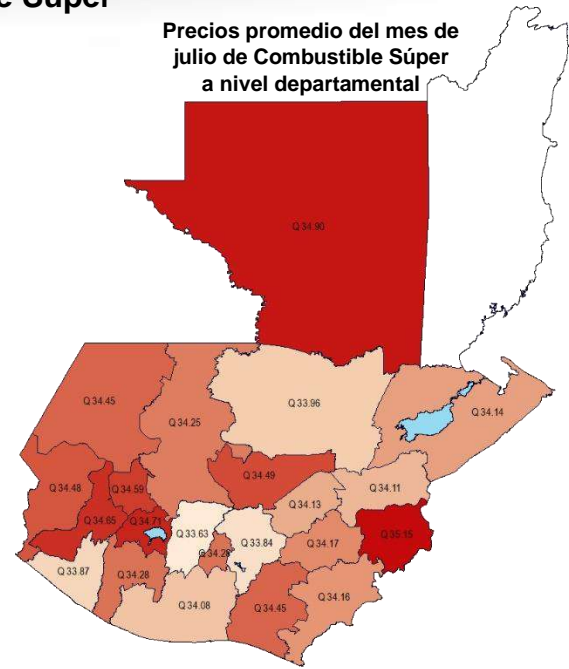 e Súper
Precios promedio del mes de
julio de Combustible Súper
a nivel departamental
Q 34.90
Q 34.45
Q 34.25
Q 33.96
Q 34.14
Q 34.48
Q 34.59
Q 34.49
Q 34.11
Q 34.65
Q 34.71
Q 34.13
Q 33.63
Q 33.84
Q 35.15
Q 34.17
Q 33.87
Q 34.28
Q 34.08
Q 34.45
Q 34.16